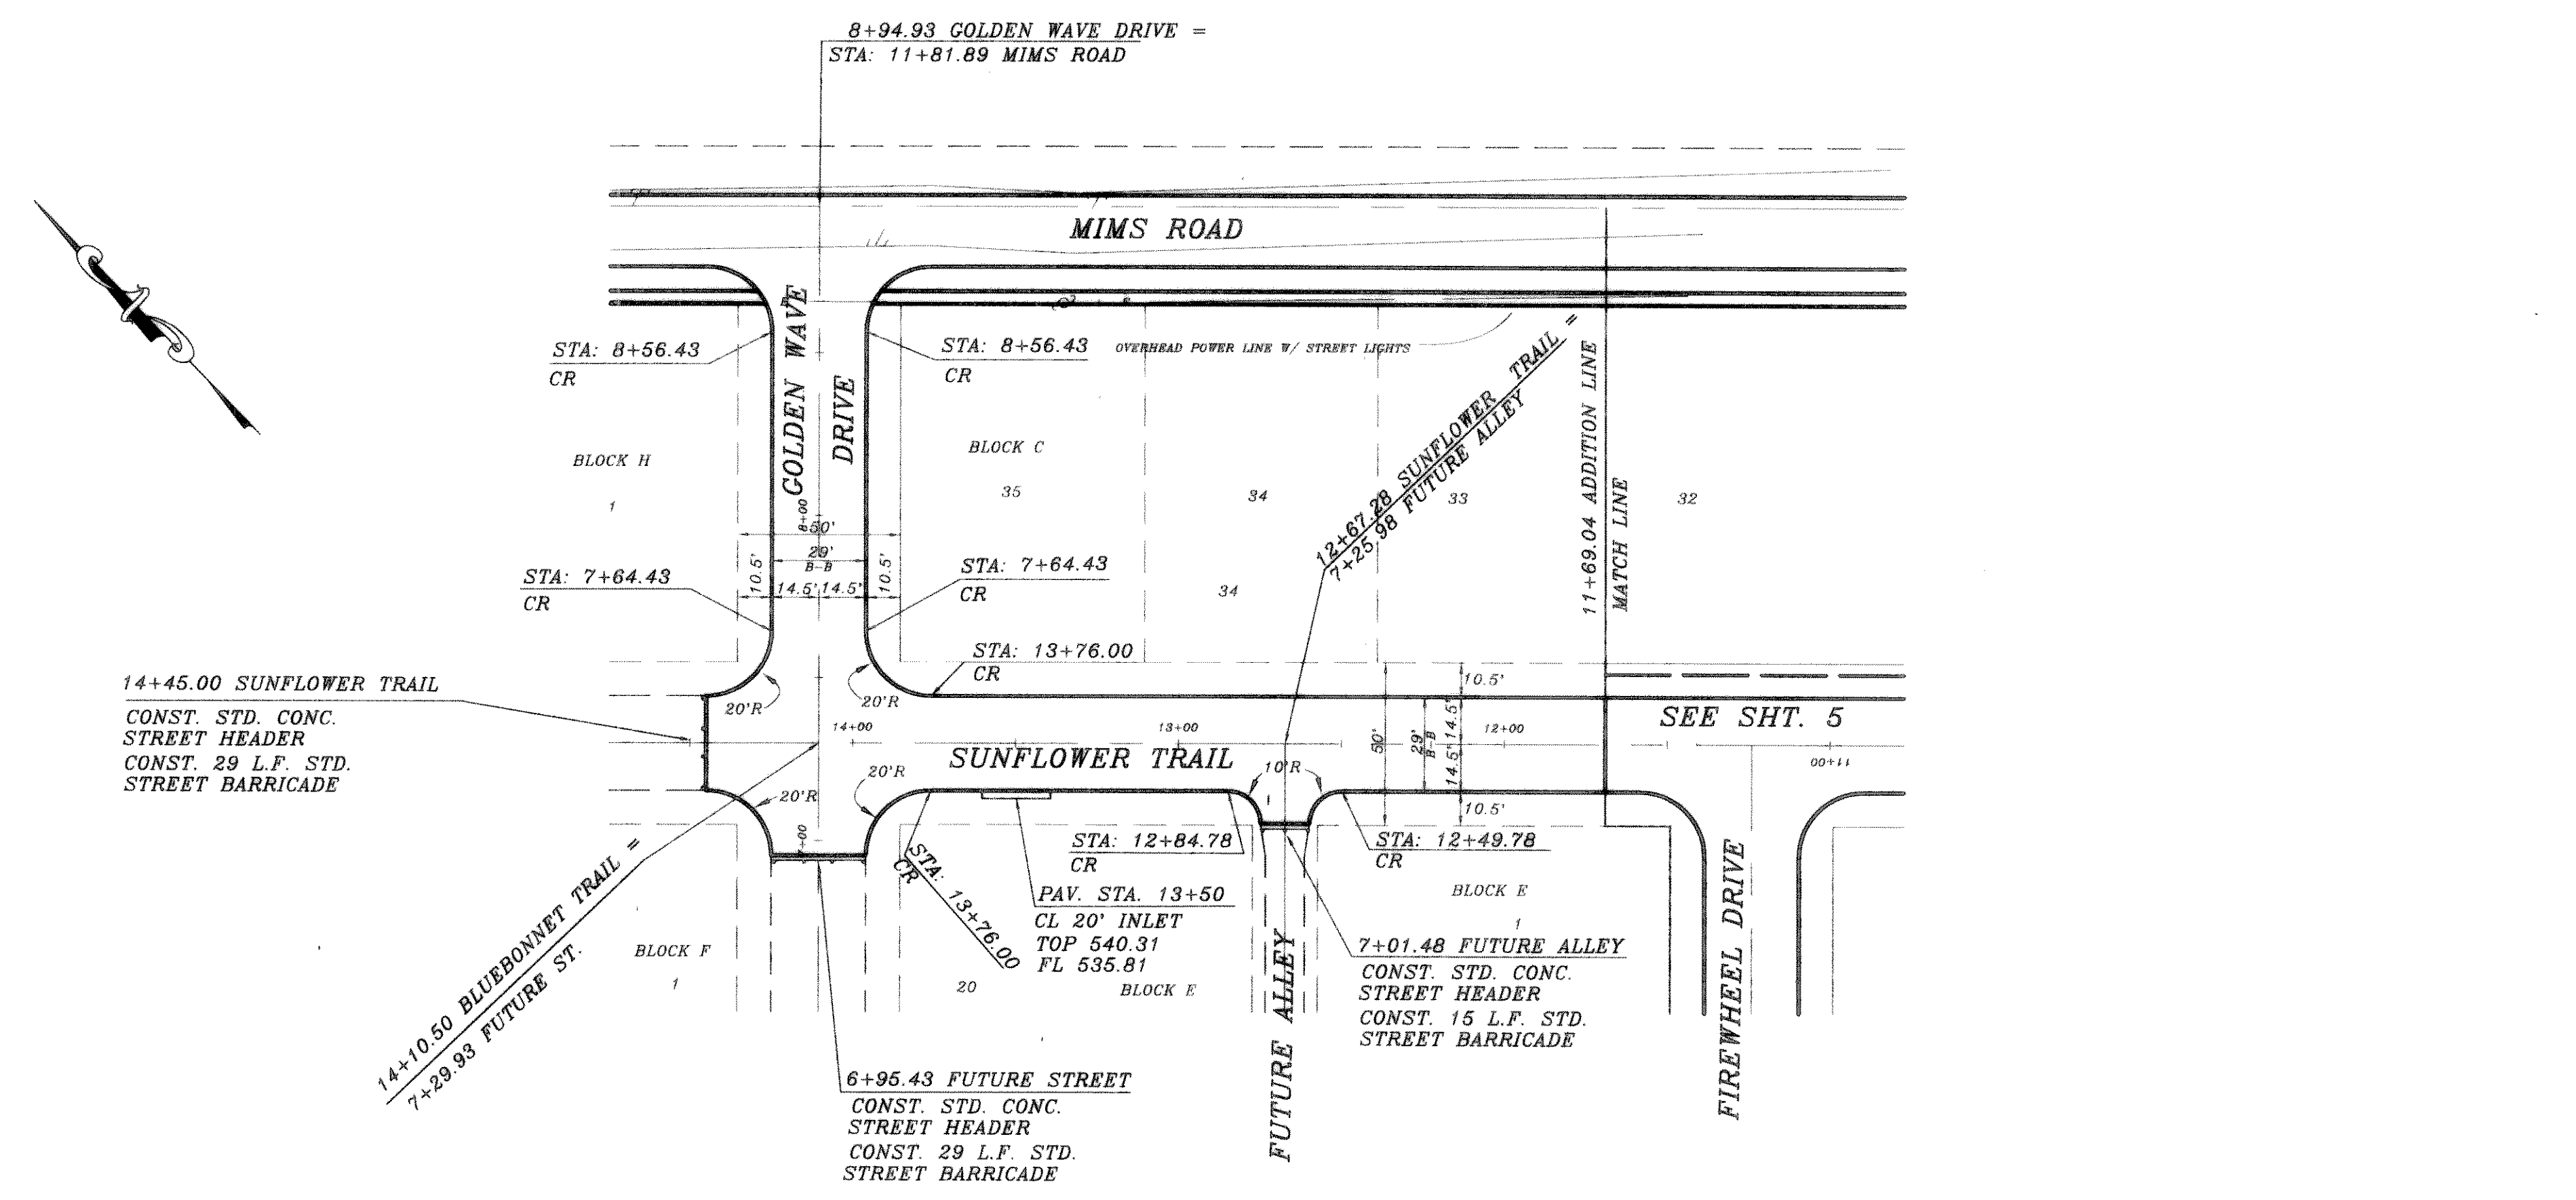 8+94.93 GOLDEN WAVE DRIVE =
STA: 11+81.89 MIMS ROAD
MIMS ROAD
GOLDEN WAVE
DRIVE
STA: 8+56.43
CR
STA: 8+56.43
CR
OVERHEAD POWER LINE W/ STREET LIGHTS
12+67.28 SUNFLOWER TRAIL =
7+25.98 FUTURE ALLEY
11+69.04 ADDITION LINE
MATCH LINE
BLOCK H
1
BLOCK C
35
34
33
32
34
8+00
50'
29'
B-B
10.5'
14.5'
14.5'
10.5'
STA: 7+64.43
CR
STA: 7+64.43
CR
STA: 13+76.00
CR
14+45.00 SUNFLOWER TRAIL
CONST. STD. CONC.
STREET HEADER
CONST. 29 L.F. STD.
STREET BARRICADE
20'R
20'R
14+00
13+00
12+00
SUNFLOWER TRAIL
10.5'
14.5'
50'
29'
B-B
14.5'
10.5'
SEE SHT. 5
11+00
20'R
20'R
10'R
7+00
STA: 12+84.78
CR
STA: 12+49.78
CR
STA: 13+76.00
CR
PAV. STA. 13+50
CL 20' INLET
TOP 540.31
FL 535.81
BLOCK E
1
14+10.50 BLUEBONNET TRAIL =
7+29.93 FUTURE ST.
BLOCK F
1
20
BLOCK E
FUTURE ALLEY
7+01.48 FUTURE ALLEY
CONST. STD. CONC.
STREET HEADER
CONST. 15 L.F. STD.
STREET BARRICADE
FIREWHEEL DRIVE
6+95.43 FUTURE STREET
CONST. STD. CONC.
STREET HEADER
CONST. 29 L.F. STD.
STREET BARRICADE